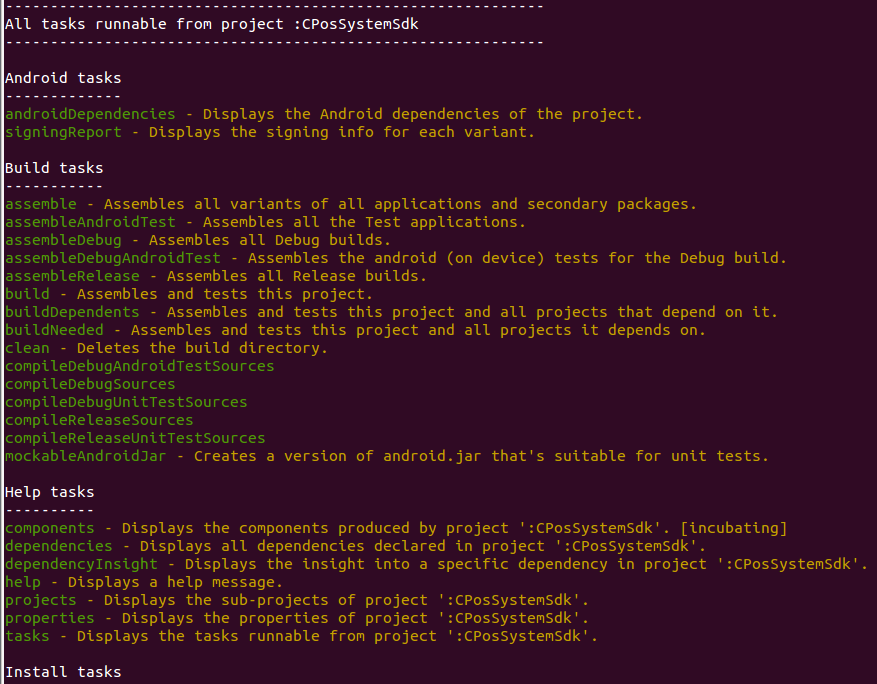 ------------------------------------------------------------
All tasks runnable from project :CPosSystemSdk
------------------------------------------------------------
Android tasks
-------------
androidDependencies - Displays the Android dependencies of the project.
signingReport - Displays the signing info for each variant.
Build tasks
-----------
assemble - Assembles all variants of all applications and secondary packages.
assembleAndroidTest - Assembles all the Test applications.
assembleDebug - Assembles all Debug builds.
assembleDebugAndroidTest - Assembles the android (on device) tests for the Debug build.
assembleRelease - Assembles all Release builds.
build - Assembles and tests this project.
buildDependents - Assembles and tests this project and all projects that depend on it.
buildNeeded - Assembles and tests this project and all projects it depends on.
clean - Deletes the build directory.
compileDebugAndroidTestSources
compileDebugSources
compileDebugUnitTestSources
compileReleaseSources
compileReleaseUnitTestSources
mockableAndroidJar - Creates a version of android.jar that's suitable for unit tests.
Help tasks
----------
components - Displays the components produced by project ':CPosSystemSdk'. [incubating]
dependencies - Displays all dependencies declared in project ':CPosSystemSdk'.
dependencyInsight - Displays the insight into a specific dependency in project ':CPosSystemSdk'.
help - Displays a help message.
projects - Displays the sub-projects of project ':CPosSystemSdk'.
properties - Displays the properties of project ':CPosSystemSdk'.
tasks - Displays the tasks runnable from project ':CPosSystemSdk'.
Install tasks